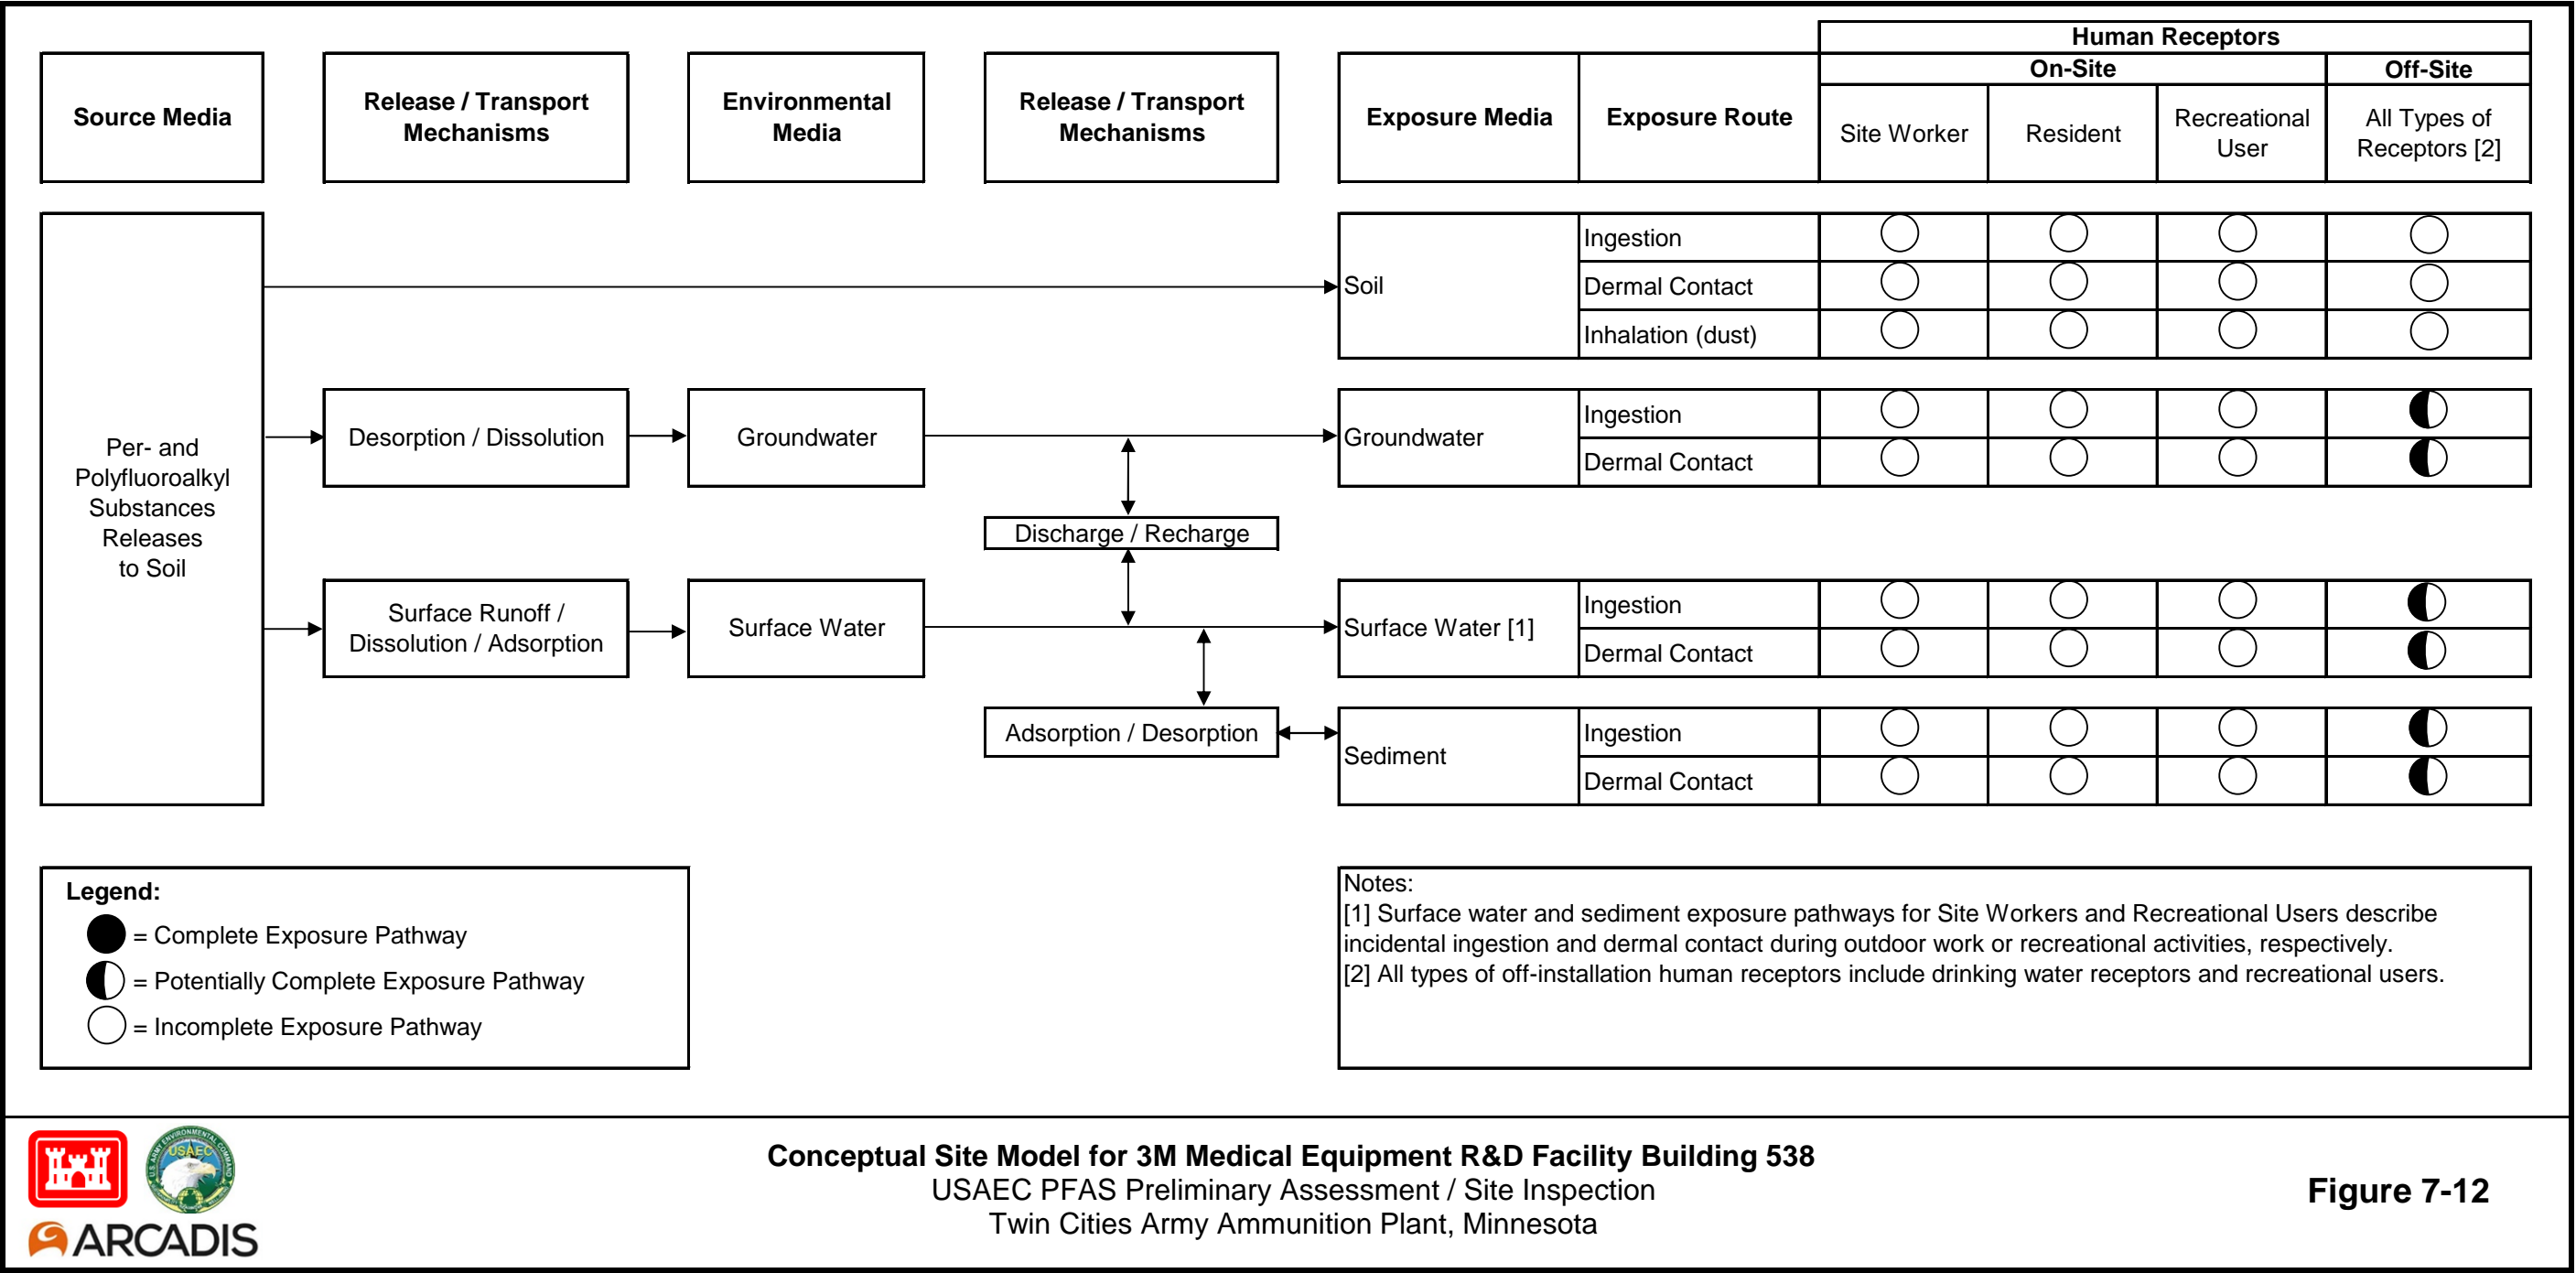 Human Receptors
On-Site
Off-Site
Source Media
Release / Transport
Mechanisms
Environmental
Media
Release / Transport
Mechanisms
Exposure Media
Exposure Route
Site Worker
Resident
Recreational
User
All Types of
Receptors [2]
Per- and
Polyfluoroalkyl
Substances
Releases
to Soil
Soil
Ingestion
Dermal Contact
Inhalation (dust)
Desorption / Dissolution
Groundwater
Groundwater
Ingestion
Dermal Contact
Discharge / Recharge
Surface Runoff /
Dissolution / Adsorption
Surface Water
Surface Water [1]
Ingestion
Dermal Contact
Adsorption / Desorption
Sediment
Ingestion
Dermal Contact
Legend:
= Complete Exposure Pathway
= Potentially Complete Exposure Pathway
= Incomplete Exposure Pathway
Notes:
[1] Surface water and sediment exposure pathways for Site Workers and Recreational Users describe
incidental ingestion and dermal contact during outdoor work or recreational activities, respectively.
[2] All types of off-installation human receptors include drinking water receptors and recreational users.
U.S. ARMY ENVIRONMENTAL COMMAND
USAEC
ARCADIS
Conceptual Site Model for 3M Medical Equipment R&D Facility Building 538
USAEC PFAS Preliminary Assessment / Site Inspection
Twin Cities Army Ammunition Plant, Minnesota
Figure 7-12